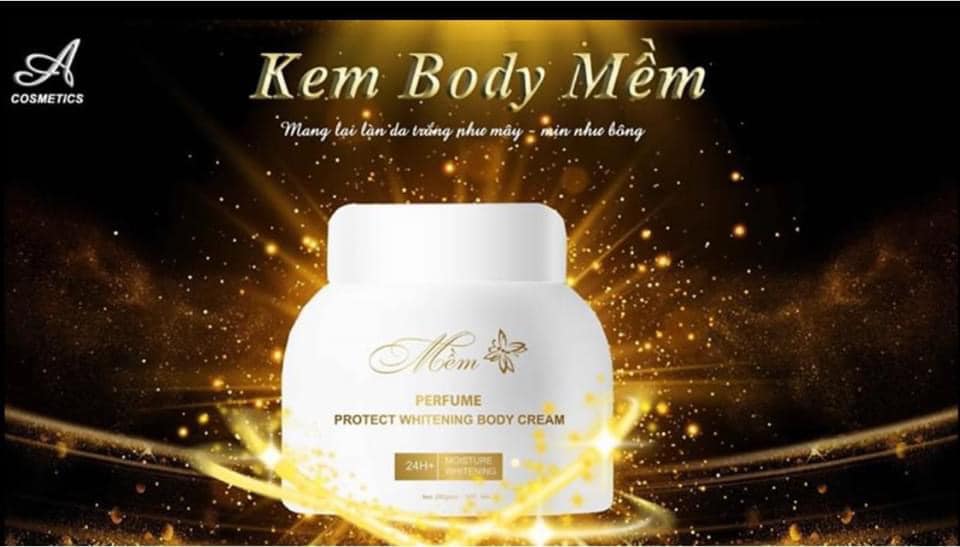 A
COSMETICS
Kem Body Mềm
Mang lại làn da trắng như mây - mịn như bông
Mềm
PERFUME
PROTECT WHITENING BODY CREAM
24H+
MOISTURE
WHITENING